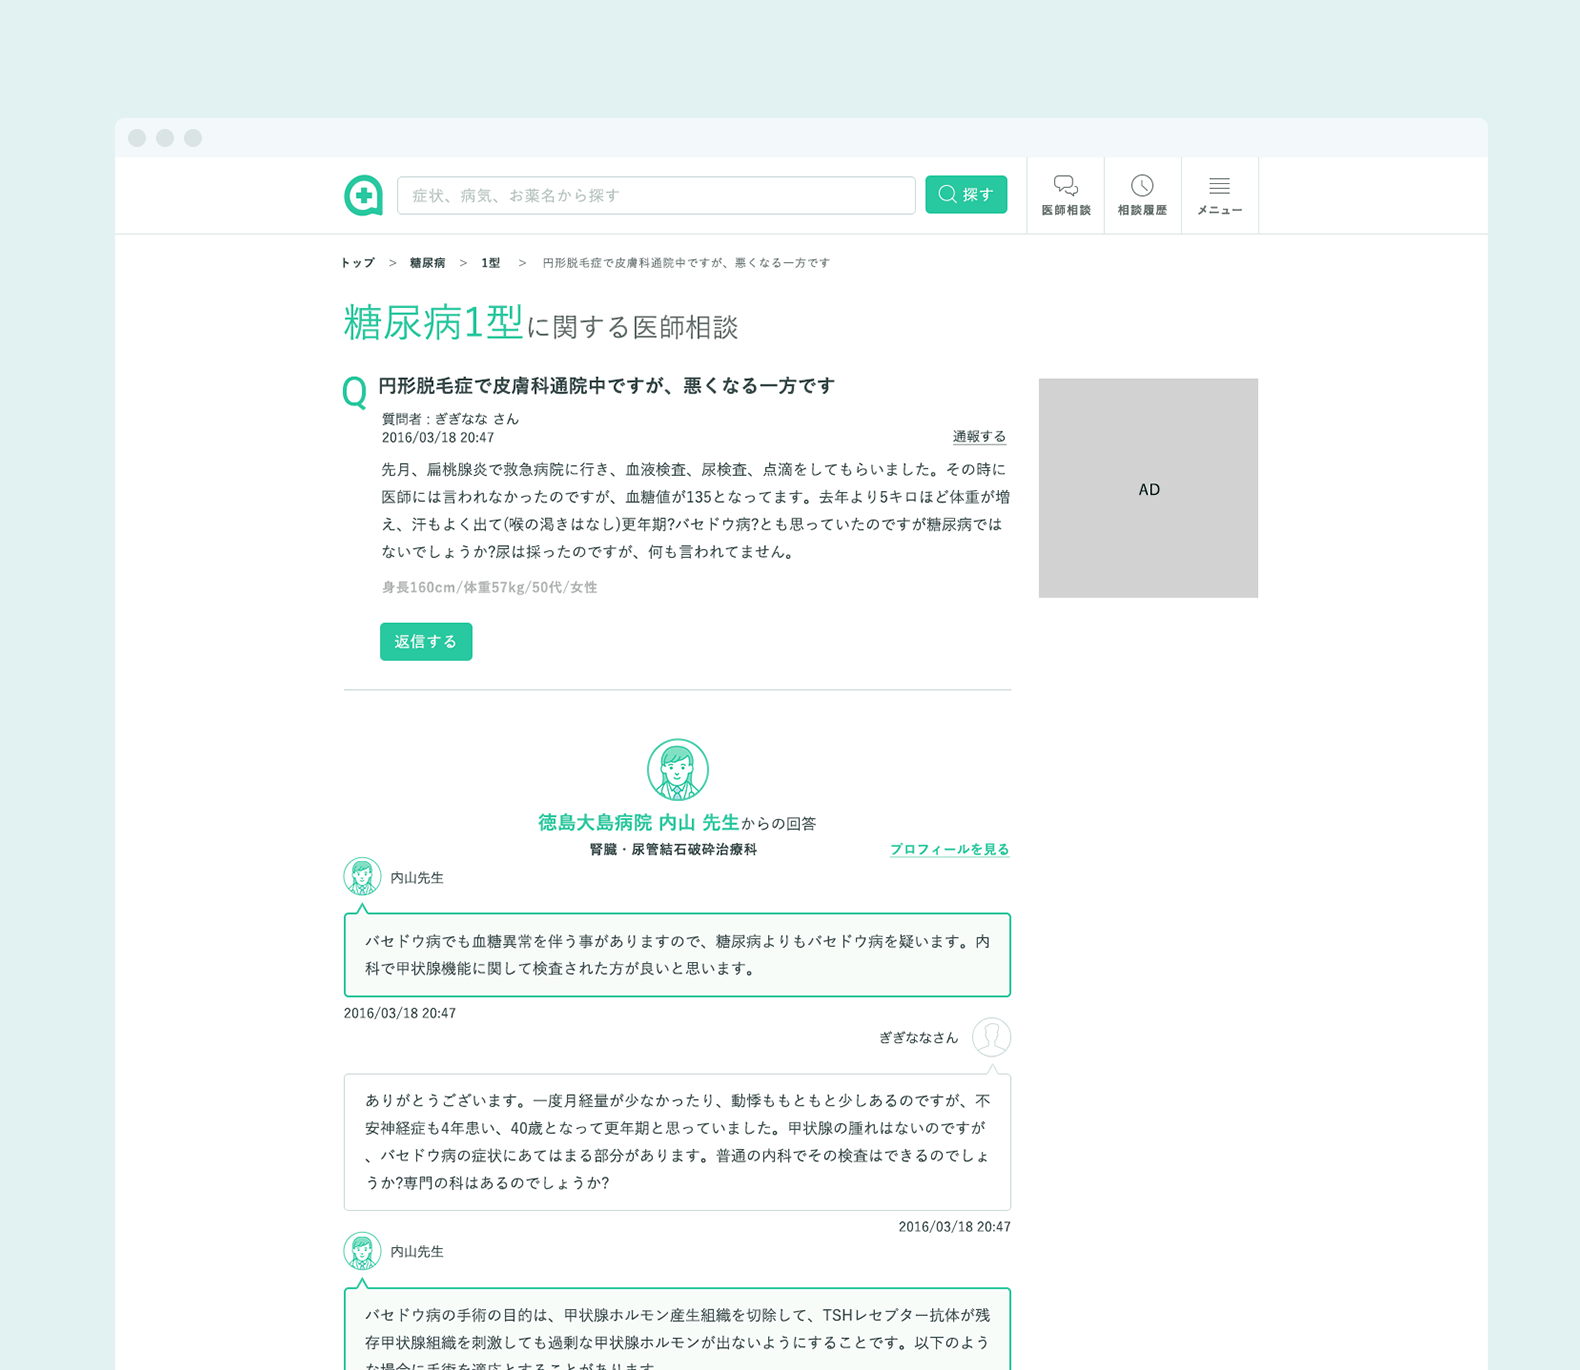 症状、病気、お薬名から探す
探す
医師相談
相談履歴
メニュー
トップ > 糖尿病 > 1型 > 円形脱毛症で皮膚科通院中ですが、悪くなる一方です
糖尿病1型に関する医師相談
Q 円形脱毛症で皮膚科通院中ですが、悪くなる一方です
質問者：ぎぎなな さん
2016/03/18 20:47
通報する
先月、扁桃腺炎で救急病院に行き、血液検査、尿検査、点滴をしてもらいました。その時に
医師には言われなかったのですが、血糖値が135となってます。去年より5キロほど体重が増
え、汗もよく出て(喉の渇きはなし)更年期?バセドウ病?とも思っていたのですが糖尿病では
ないでしょうか?尿は採ったのですが、何も言われてません。
身長160cm/体重57kg/50代/女性
返信する
AD
徳島大島病院 内山 先生からの回答
腎臓・尿管結石破砕治療科
プロフィールを見る
内山先生
バセドウ病でも血糖異常を伴う事がありますので、糖尿病よりもバセドウ病を疑います。内
科で甲状腺機能に関して検査された方が良いと思います。
2016/03/18 20:47
ぎぎななさん
ありがとうございます。一度月経量が少なかったり、動悸ももともと少しあるのですが、不
安神経症も4年患い、40歳となって更年期と思っていました。甲状腺の腫れはないのですが
、バセドウ病の症状にあてはまる部分があります。普通の内科でその検査はできるのでしょ
うか?専門の科はあるのでしょうか?
2016/03/18 20:47
内山先生
バセドウ病の手術の目的は、甲状腺ホルモン産生組織を切除して、TSHレセプター抗体が残
存甲状腺組織を刺激しても過剰な甲状腺ホルモンが出ないようにすることです。以下のよう
な場合に手術を適応とすることがあります。